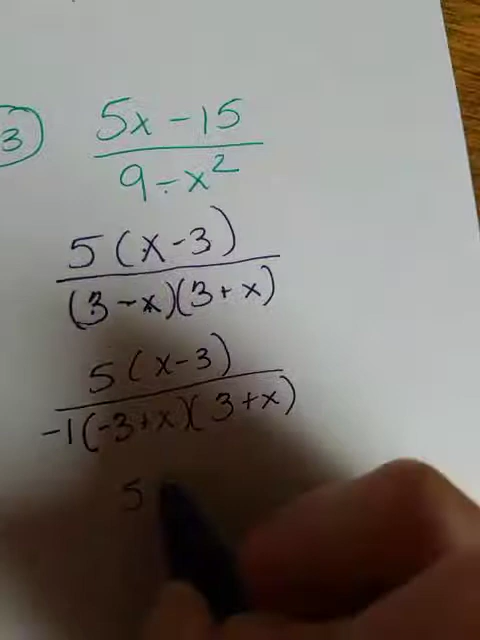 3 5x - 15
9 - x²
5 (x - 3)
(3 - x)(3 + x)
5 (x - 3)
-1 (-3 + x)(3 + x)
5